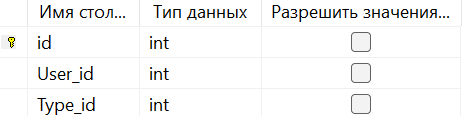 Имя стол... Тип данных Разрешить значения...
id int
User_id int
Type_id int